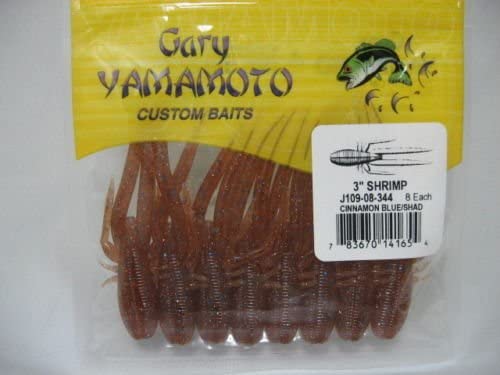 Gary
YAMAMOTO
CUSTOM BAITS
3" SHRIMP
J109-08-344 8 Each
CINNAMON BLUE/SHAD
7 83670 14165 4